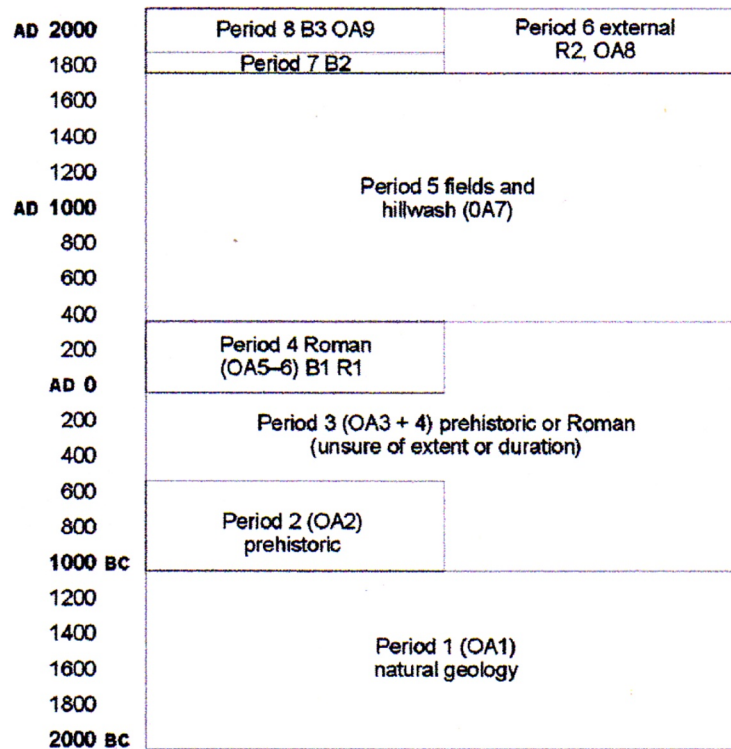 AD 2000
Period 8 B3 OA9
Period 6 external
R2, OA8
1800
Period 7 B2
1600
1400
1200
Period 5 fields and
hillwash (0A7)
AD 1000
800
600
400
200
Period 4 Roman
(OA5–6) B1 R1
AD 0
200
Period 3 (OA3 + 4) prehistoric or Roman
(unsure of extent or duration)
400
600
800
Period 2 (OA2)
prehistoric
1000 BC
1200
1400
Period 1 (OA1)
natural geology
1600
1800
2000 BC